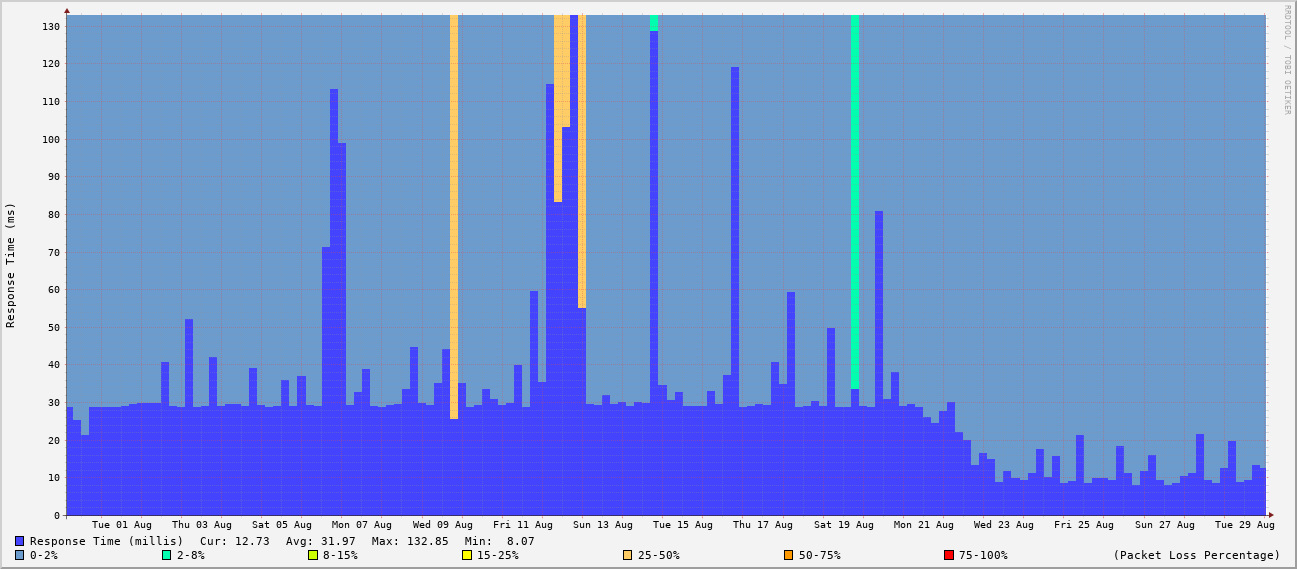 RRDTOOL / TOBI OETIKER
Response Time (ms)
130
120
110
100
90
80
70
60
50
40
30
20
10
0
Tue 01 Aug Thu 03 Aug Sat 05 Aug Mon 07 Aug Wed 09 Aug Fri 11 Aug Sun 13 Aug Tue 15 Aug Thu 17 Aug Sat 19 Aug Mon 21 Aug Wed 23 Aug Fri 25 Aug Sun 27 Aug Tue 29 Aug
Response Time (millis) Cur: 12.73 Avg: 31.97 Max: 132.85 Min: 8.07
0-2% 2-8% 8-15% 15-25% 25-50% 50-75% 75-100% (Packet Loss Percentage)